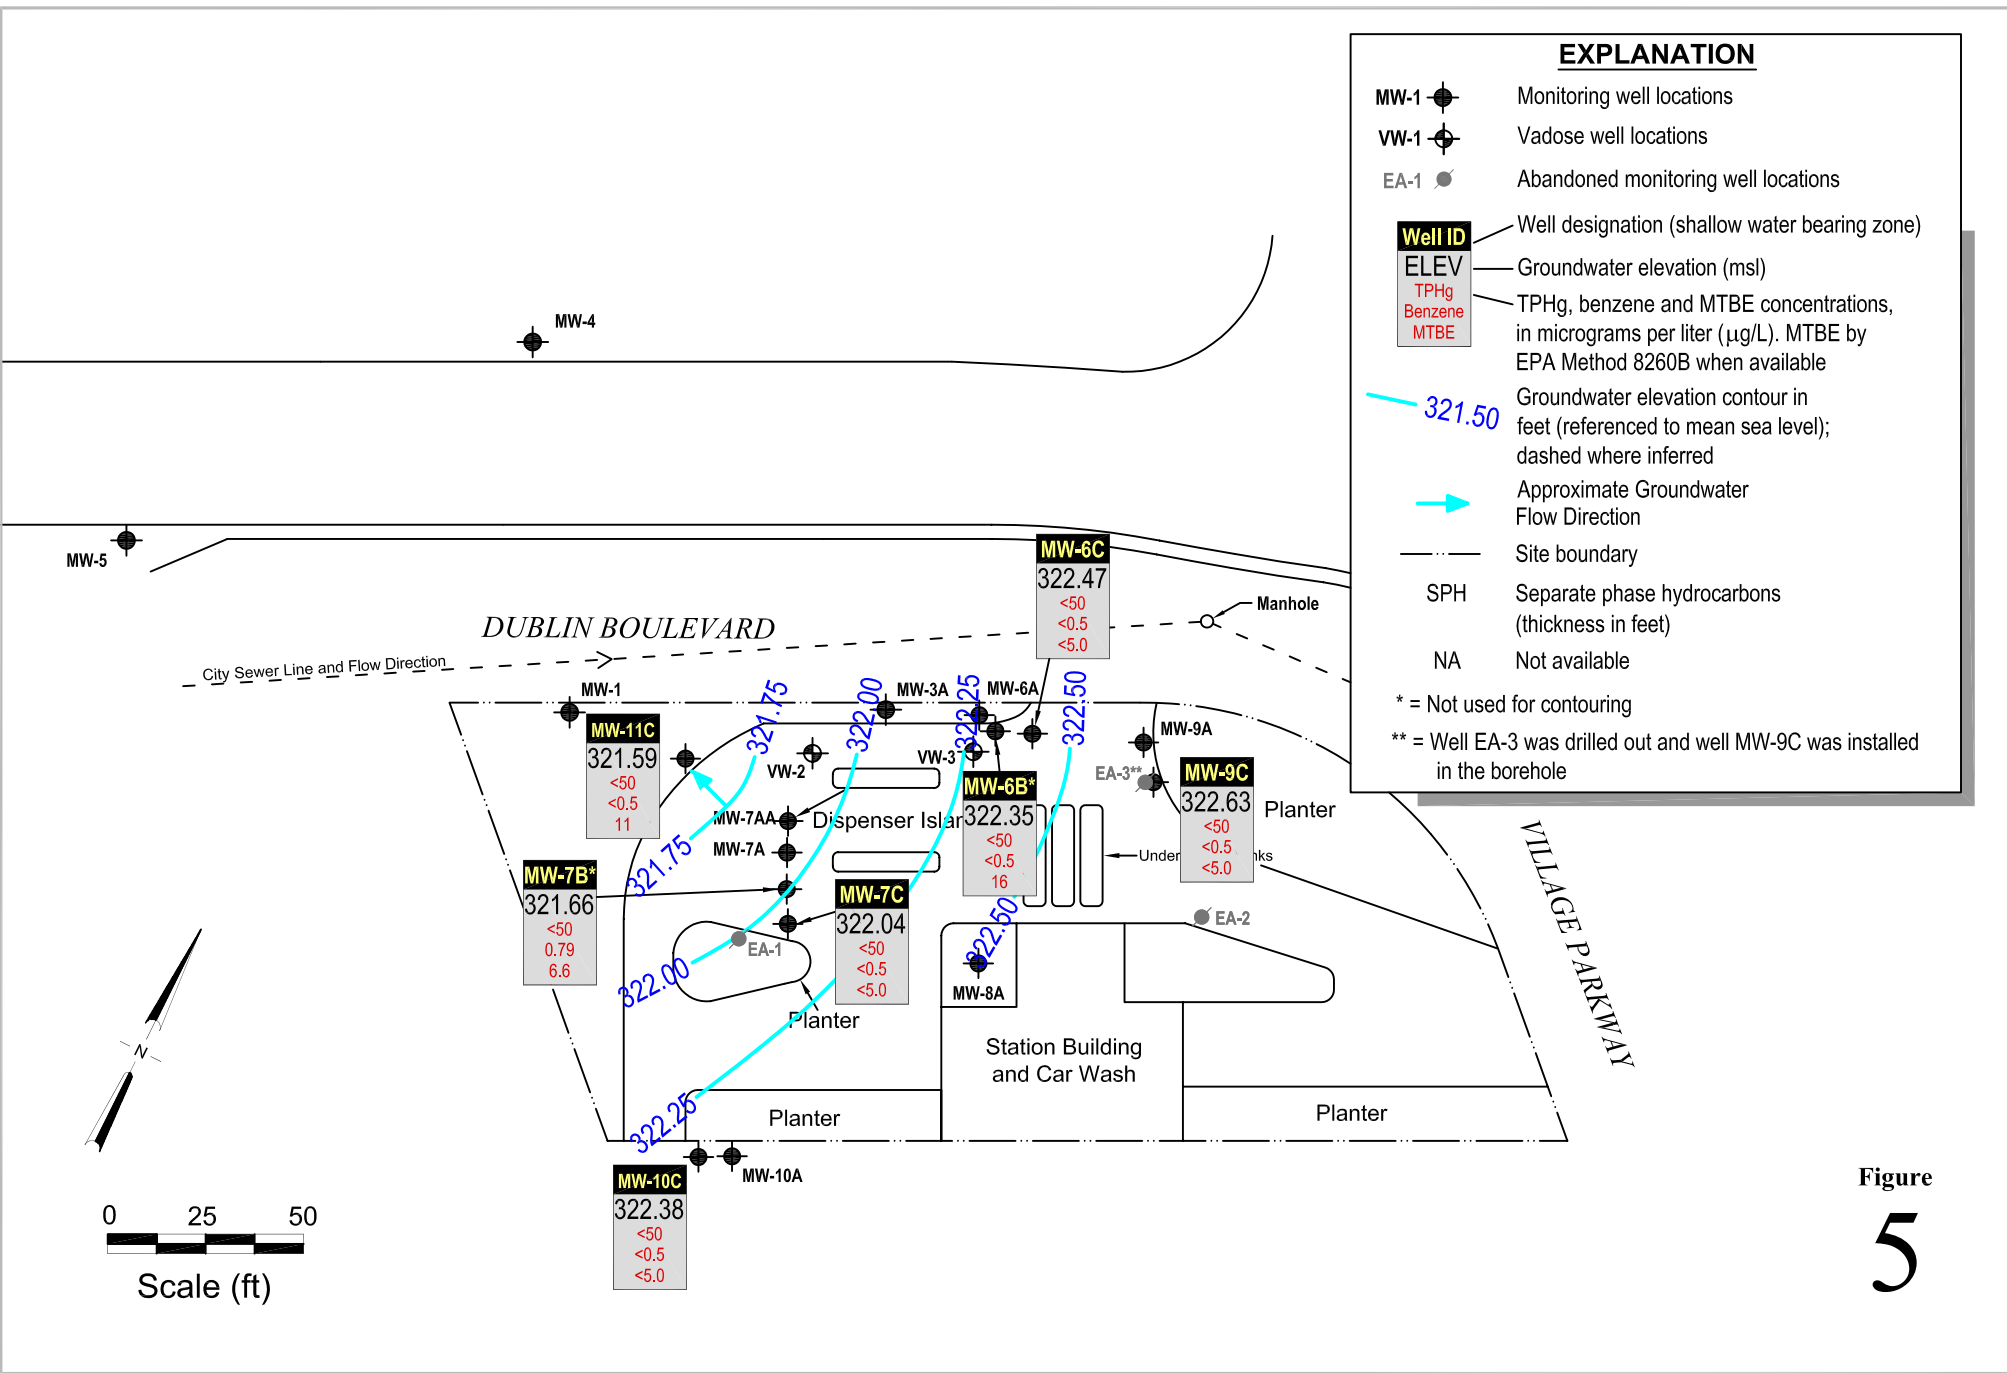 EXPLANATION
MW-1 Monitoring well locations
VW-1 Vadose well locations
EA-1 Abandoned monitoring well locations
Well ID
ELEV
TPHg
Benzene
MTBE
Well designation (shallow water bearing zone)
Groundwater elevation (msl)
TPHg, benzene and MTBE concentrations,
in micrograms per liter (µg/L). MTBE by
EPA Method 8260B when available
321.50
Groundwater elevation contour in
feet (referenced to mean sea level);
dashed where inferred
Approximate Groundwater
Flow Direction
Site boundary
SPH Separate phase hydrocarbons
(thickness in feet)
NA Not available
* = Not used for contouring
** = Well EA-3 was drilled out and well MW-9C was installed
in the borehole
MW-4
MW-5
MW-6C
322.47
<50
<0.5
<5.0
Manhole
DUBLIN BOULEVARD
City Sewer Line and Flow Direction
MW-1
321.75
322.00
MW-3A
322.25
MW-6A
322.50
MW-11C
321.59
<50
<0.5
11
VW-2
VW-3
MW-9A
EA-3**
MW-6B*
322.35
<50
<0.5
16
MW-9C
322.63
<50
<0.5
<5.0
Planter
MW-7AA
Dispenser
MW-7A
321.75
MW-7B*
321.66
<50
0.79
6.6
MW-7C
322.04
<50
<0.5
<5.0
EA-1
EA-2
322.50
322.00
MW-8A
Planter
VILLAGE PARKWAY
Station Building
and Car Wash
N
322.25
Planter
Planter
MW-10A
MW-10C
322.38
<50
<0.5
<5.0
0 25 50
Scale (ft)
Figure
5